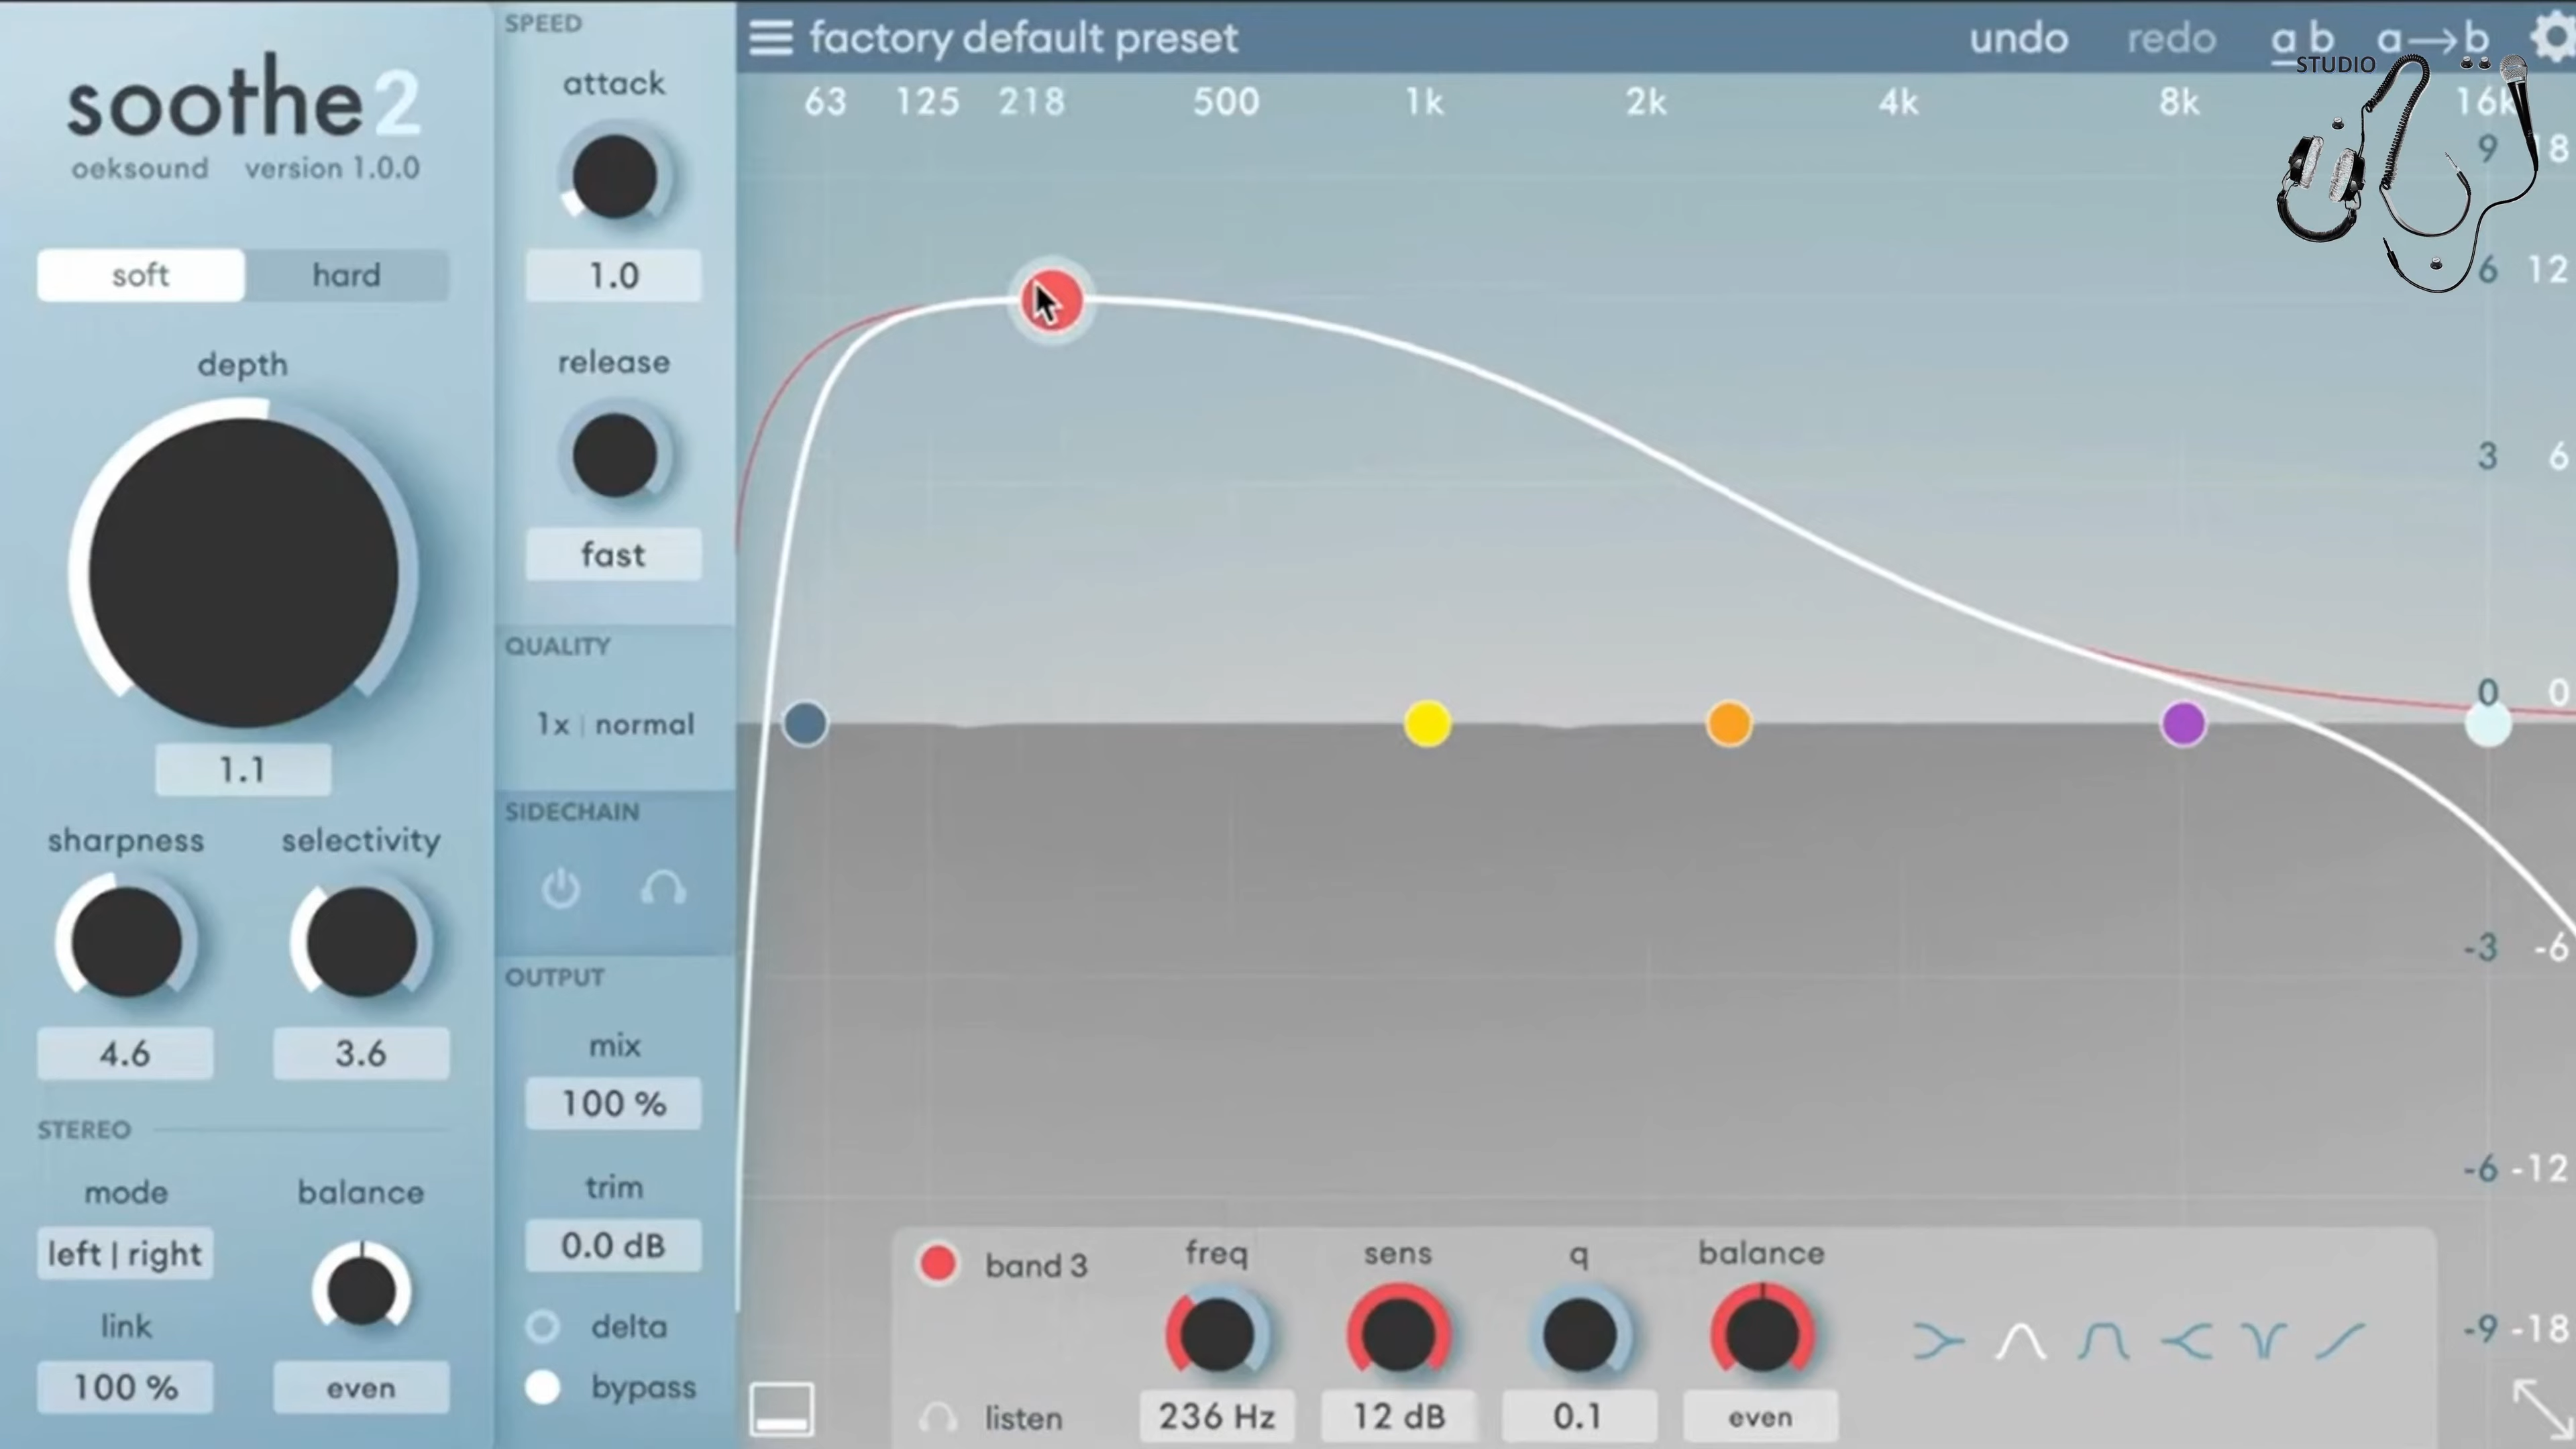 soothe2
oeksound version 1.0.0
soft hard
depth
1.1
sharpness selectivity
4.6 3.6
STEREO
mode balance
left | right
link
100 % even
SPEED
attack
1.0
release
fast
QUALITY
1x | normal
SIDECHAIN
OUTPUT
mix
100 %
trim
0.0 dB
delta
bypass
factory default preset undo redo a b a→b
STUDIO
63 125 218 500 1k 2k 4k 8k 16k
9 18
6 12
3 6
0 0
-3 -6
-6 -12
-9 -18
band 3 freq sens q balance
listen 236 Hz 12 dB 0.1 even